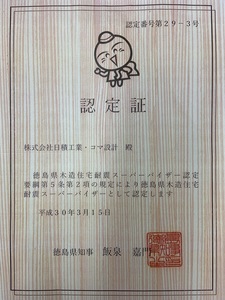 認定番号第29-3号
認定証
株式会社日積工業・コマ設計 殿
徳島県木造住宅耐震スーパーバイザー認定
要綱第5条第2項の規定により徳島県木造住宅
耐震スーパーバイザーとして認定します
平成30年3月15日
徳島県知事 飯泉 嘉門